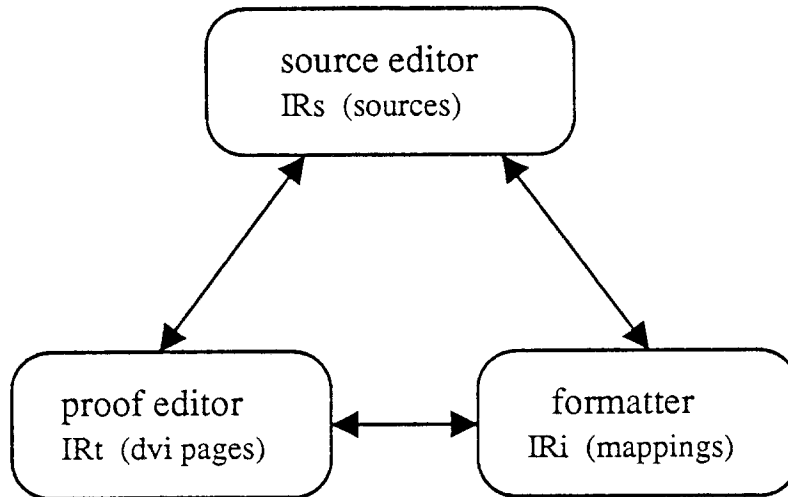 source editor
IRs (sources)
proof editor
IRt (dvi pages)
formatter
IRi (mappings)